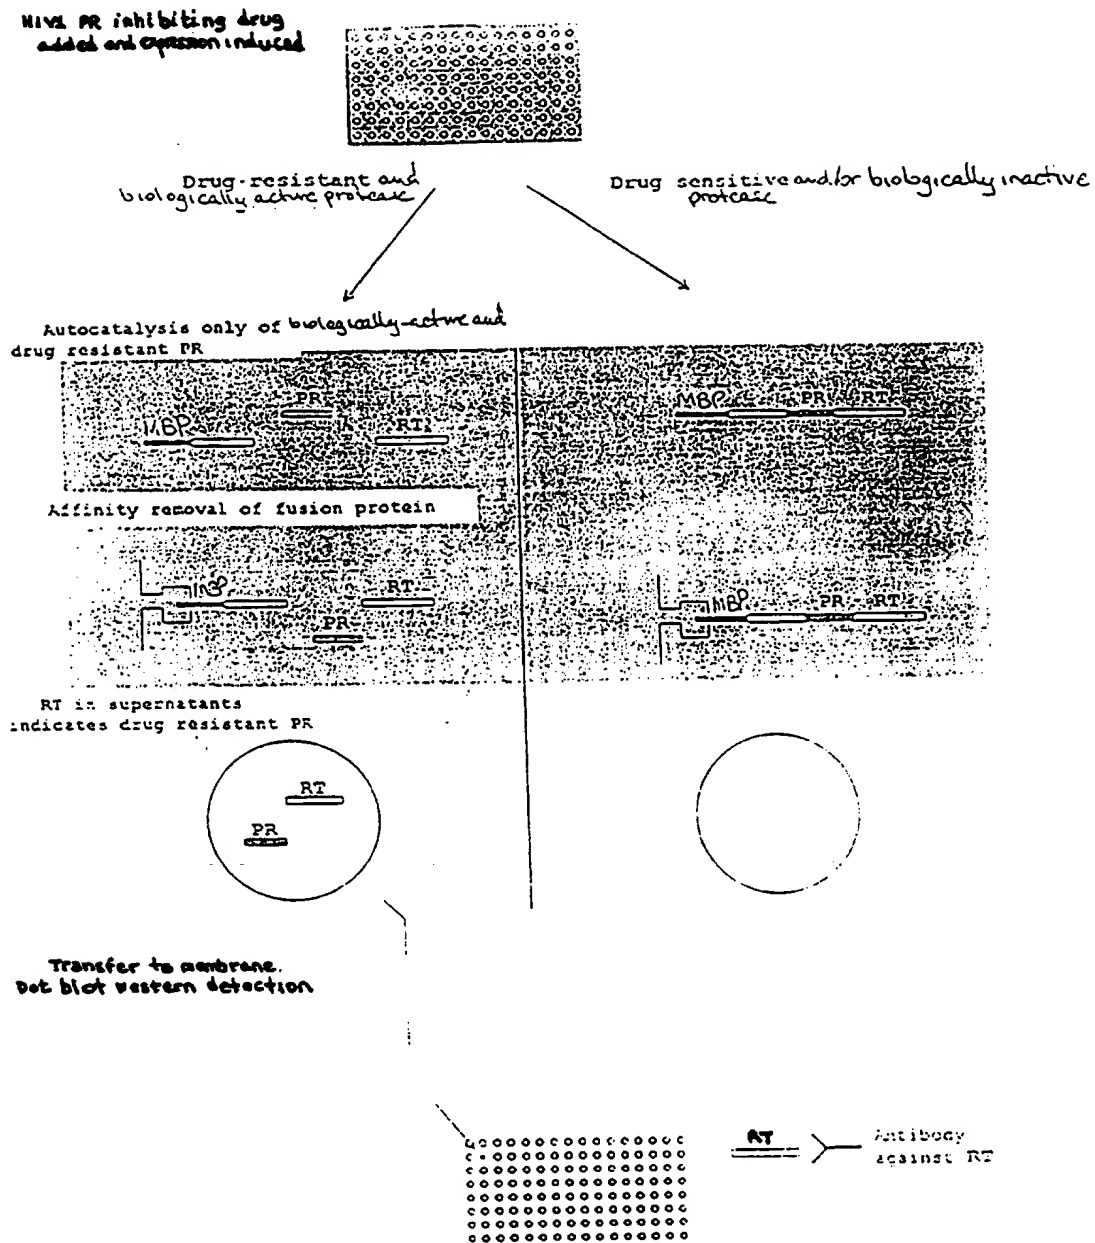 HIV1 PR inhibiting drug
added and expression induced
Drug-resistant and
biologically active protease
Drug sensitive and/or biologically inactive
protease
Autocatalysis only of biologically-active and
drug resistant PR
MBP
PR
RT
MBP
PR
RT
Affinity removal of fusion protein
MBP
RT
PR
MBP
PR
RT
RT in supernatants
indicates drug resistant PR
RT
PR
Transfer to membrane.
Dot blot western detection
RT
Antibody
against RT